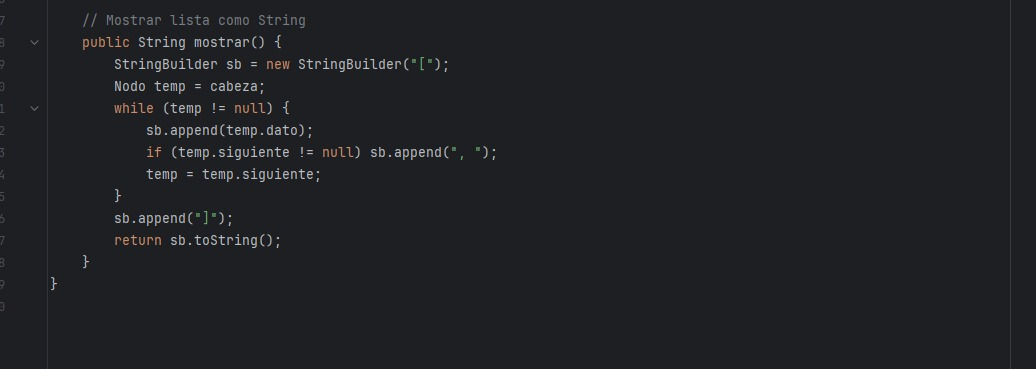 // Mostrar lista como String
public String mostrar() {
StringBuilder sb = new StringBuilder("[");
Nodo temp = cabeza;
while (temp != null) {
sb.append(temp.dato);
if (temp.siguiente != null) sb.append(", ");
temp = temp.siguiente;
}
sb.append("]");
return sb.toString();
}
}